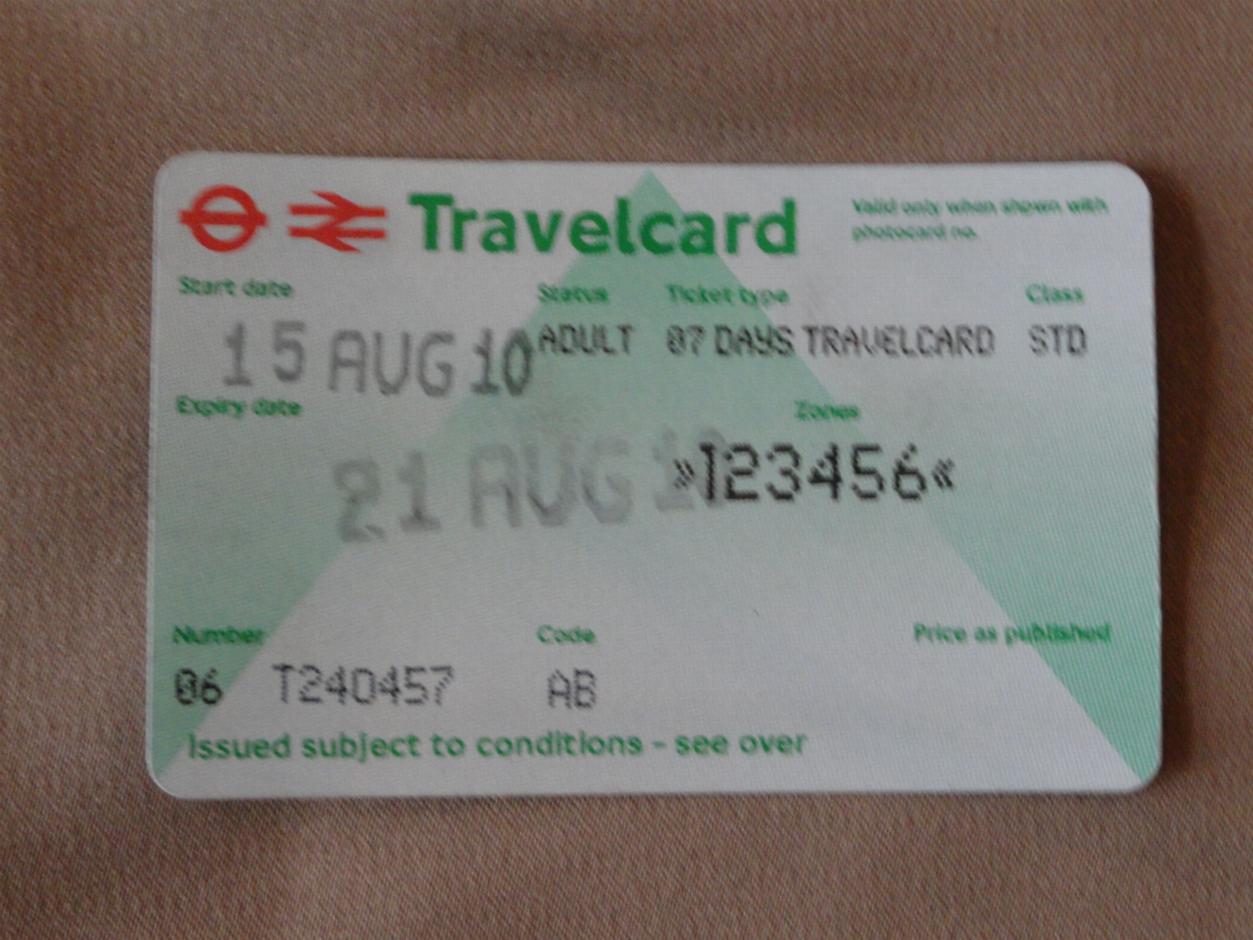 Travelcard
Valid only when shown with
photocard no.
Start date Status Ticket type Class
15 AUG 10 ADULT 07 DAYS TRAVELCARD STD
Expiry date Zones
21 AUG 10 »123456«
Number Code Price as published
06 T240457 AB
Issued subject to conditions - see over